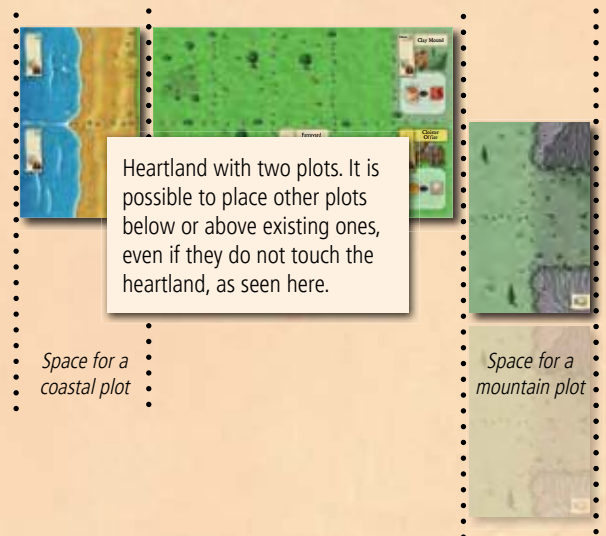 Clay Mound
Farmyard
Cloister
Office
Heartland with two plots. It is
possible to place other plots
below or above existing ones,
even if they do not touch the
heartland, as seen here.
Space for a
coastal plot
Space for a
mountain plot